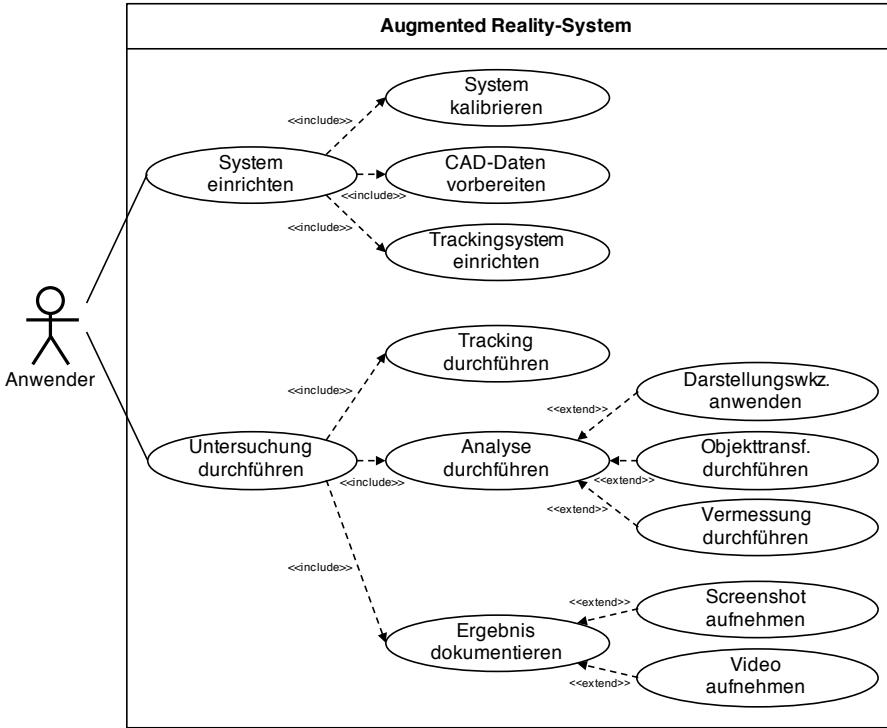 Augmented Reality-System
System
kalibrieren
<<include>>
System
einrichten
CAD-Daten
vorbereiten
<<include>>
<<include>>
Trackingsystem
einrichten
Anwender
Tracking
durchführen
<<include>>
Darstellungswkz.
anwenden
<<extend>>
Untersuchung
durchführen
Analyse
durchführen
Objekttransf.
durchführen
<<include>>
<<extend>>
<<extend>>
Vermessung
durchführen
<<include>>
Screenshot
aufnehmen
<<extend>>
Ergebnis
dokumentieren
Video
aufnehmen
<<extend>>